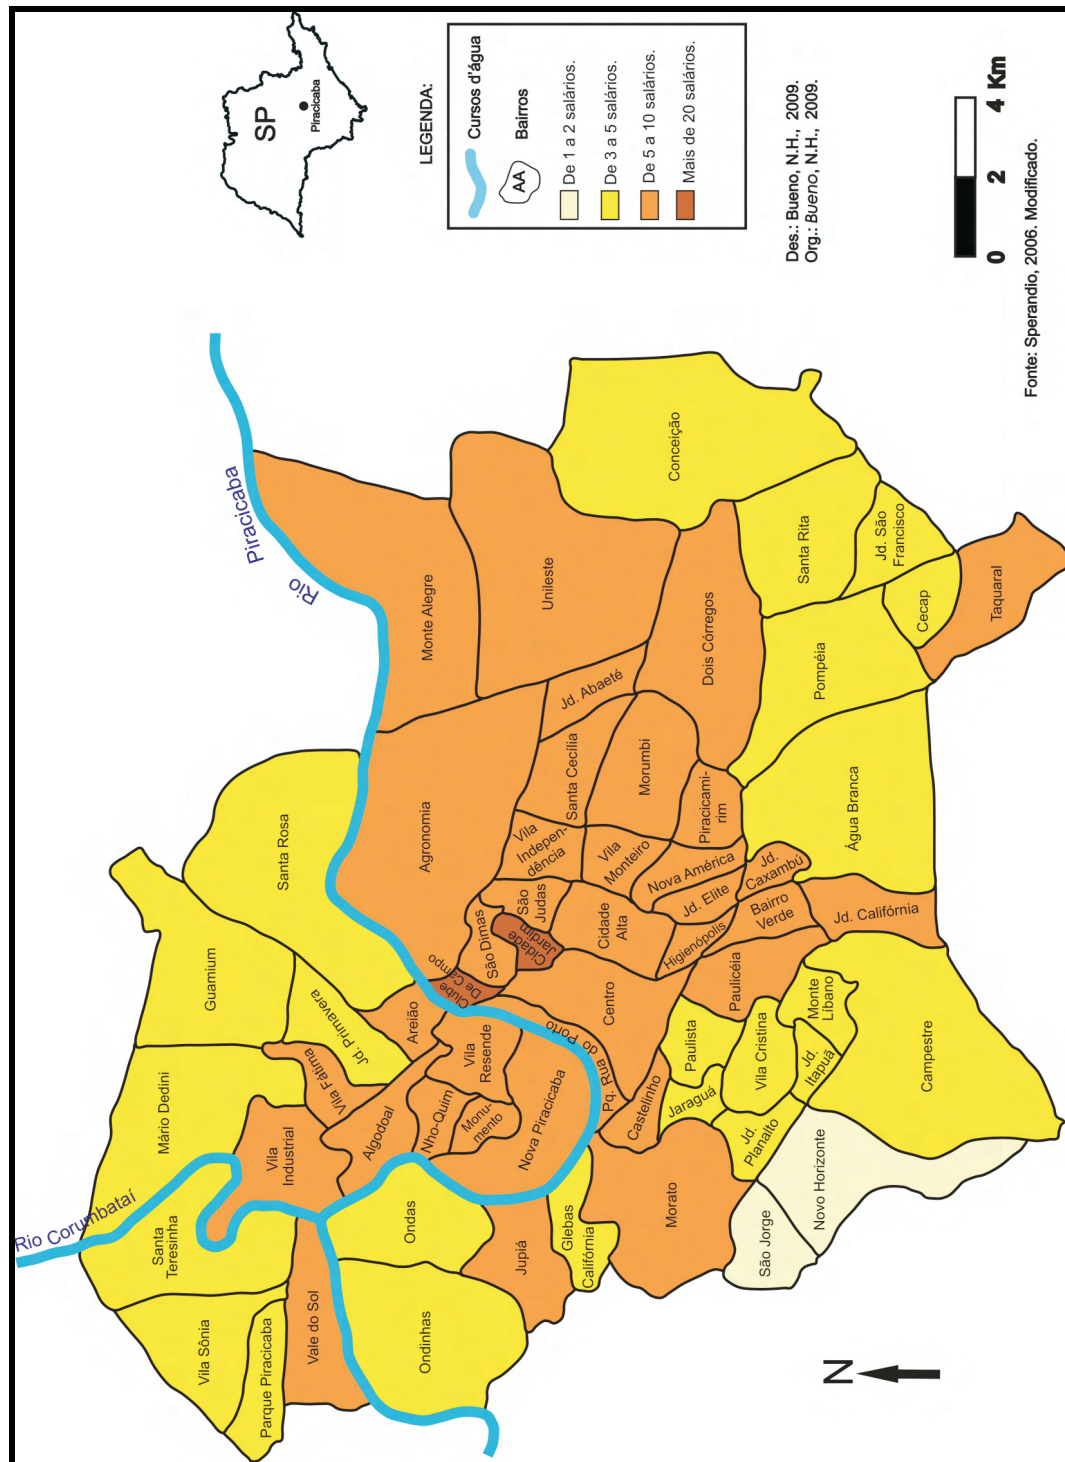 SP
Piracicaba
LEGENDA:
Cursos d'água
AA
Bairros
De 1 a 2 salários.
De 3 a 5 salários.
De 5 a 10 salários.
Mais de 20 salários.
Des.: Bueno, N.H., 2009.
Org.: Bueno, N.H., 2009.
0 2 4 Km
Fonte: Sperandio, 2006. Modificado.
N
Rio Piracicaba
Rio Corumbataí
Vila Sônia
Parque Piracicaba
Santa
Teresinha
Mário Dedini
Guamium
Santa Rosa
Jd. Primavera
Vila Fátima
Vila
Industrial
Vale do Sol
Areião
Algodoal
Nho-Quim
Vila
Resende
Monu-
mento
Nova Piracicaba
Ondas
Ondinhas
Jupiá
Glebas
Califórnia
Clube
De Campo
São Dimas
Cidade
Jardim
São
Judas
Agronomia
Monte Alegre
Unileste
Conceição
Jd. Abaeté
Santa Cecília
Vila
Indepen-
dência
Vila
Monteiro
Morumbi
Dois Córregos
Piracicami-
rim
Nova América
Jd. Elite
Cidade
Alta
Higienópolis
Centro
Pq. Rua do Porto
Castelinho
Morato
Jaraguá
Paulista
Paulicéia
Bairro
Verde
Jd.
Caxambú
Jd. Califórnia
Água Branca
Pompéia
Santa Rita
Jd. São
Francisco
Cecap
Taquaral
Vila Cristina
Monte
Líbano
Jd.
Itapuã
Jd.
Planalto
Campestre
Novo Horizonte
São Jorge